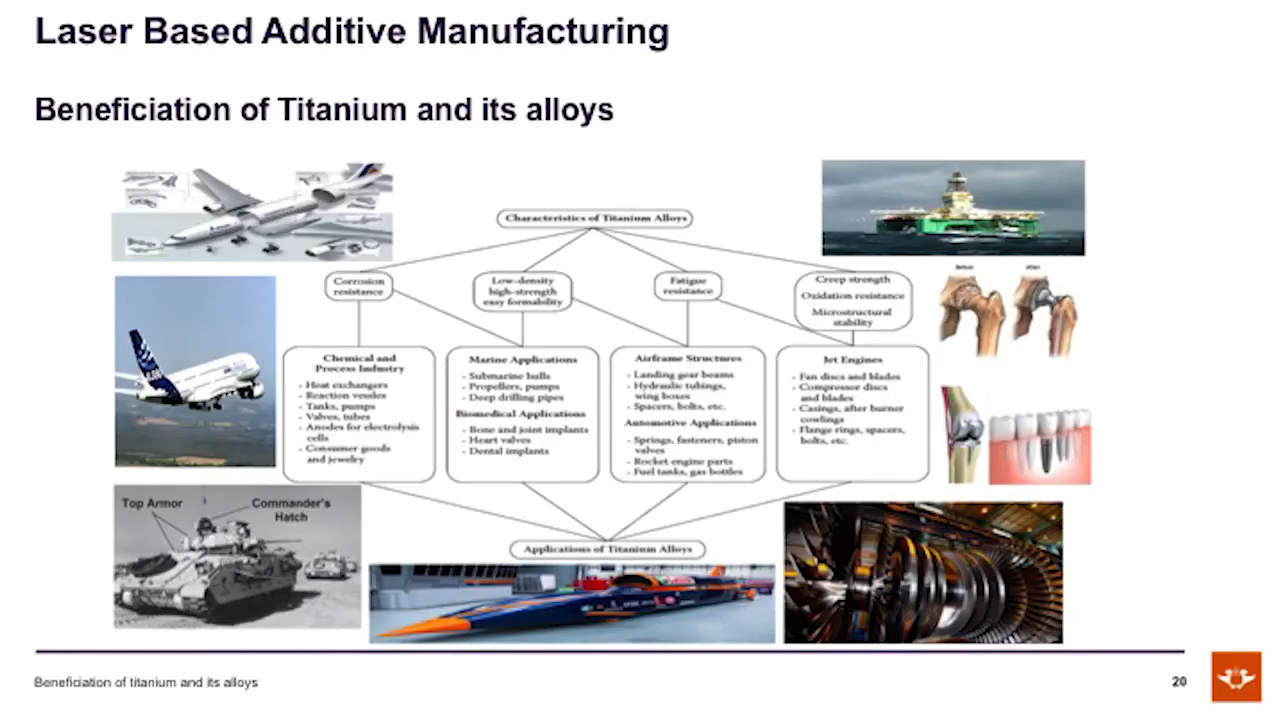 Laser Based Additive Manufacturing
Beneficiation of Titanium and its alloys
Characteristics of Titanium Alloys
Corrosion
resistance
Low-density
high-strength
easy formability
Fatigue
resistance
Creep strength
Oxidation resistance
Microstructural
stability
Before
After
Chemical and
Process Industry
- Heat exchangers
- Reaction vessles
- Tanks, pumps
- Valves, tubes
- Anodes for electrolysis
cells
- Consumer goods
and jewelry
Marine Applications
- Submarine hulls
- Propellers, pumps
- Deep drilling pipes
Biomedical Applications
- Bone and joint implants
- Heart valves
- Dental implants
Airframe Structures
- Landing gear beams
- Hydraulic tubings,
wing boxes
- Spacers, bolts, etc.
Automotive Applications
- Springs, fasteners, piston
valves
- Rocket engine parts
- Fuel tanks, gas bottles
Jet Engines
- Fan discs and blades
- Compressor discs
and blades
- Casings, after burner
cowlings
- Flange rings, spacers,
bolts, etc.
Top Armor
Commander's
Hatch
Applications of Titanium Alloys
Beneficiation of titanium and its alloys
20